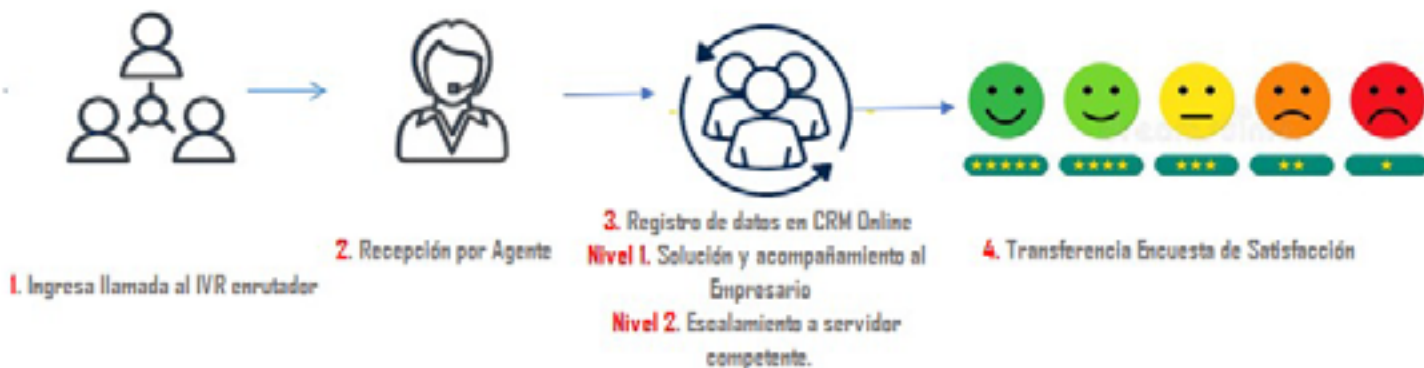 1. Ingresa llamada al IVR enrutador
2. Recepción por Agente
3. Registro de datos en CRM Online
Nivel 1. Solución y acompañamiento al
Empresario
Nivel 2. Escalamiento a servidor
competente.
4. Transferencia Encuesta de Satisfacción